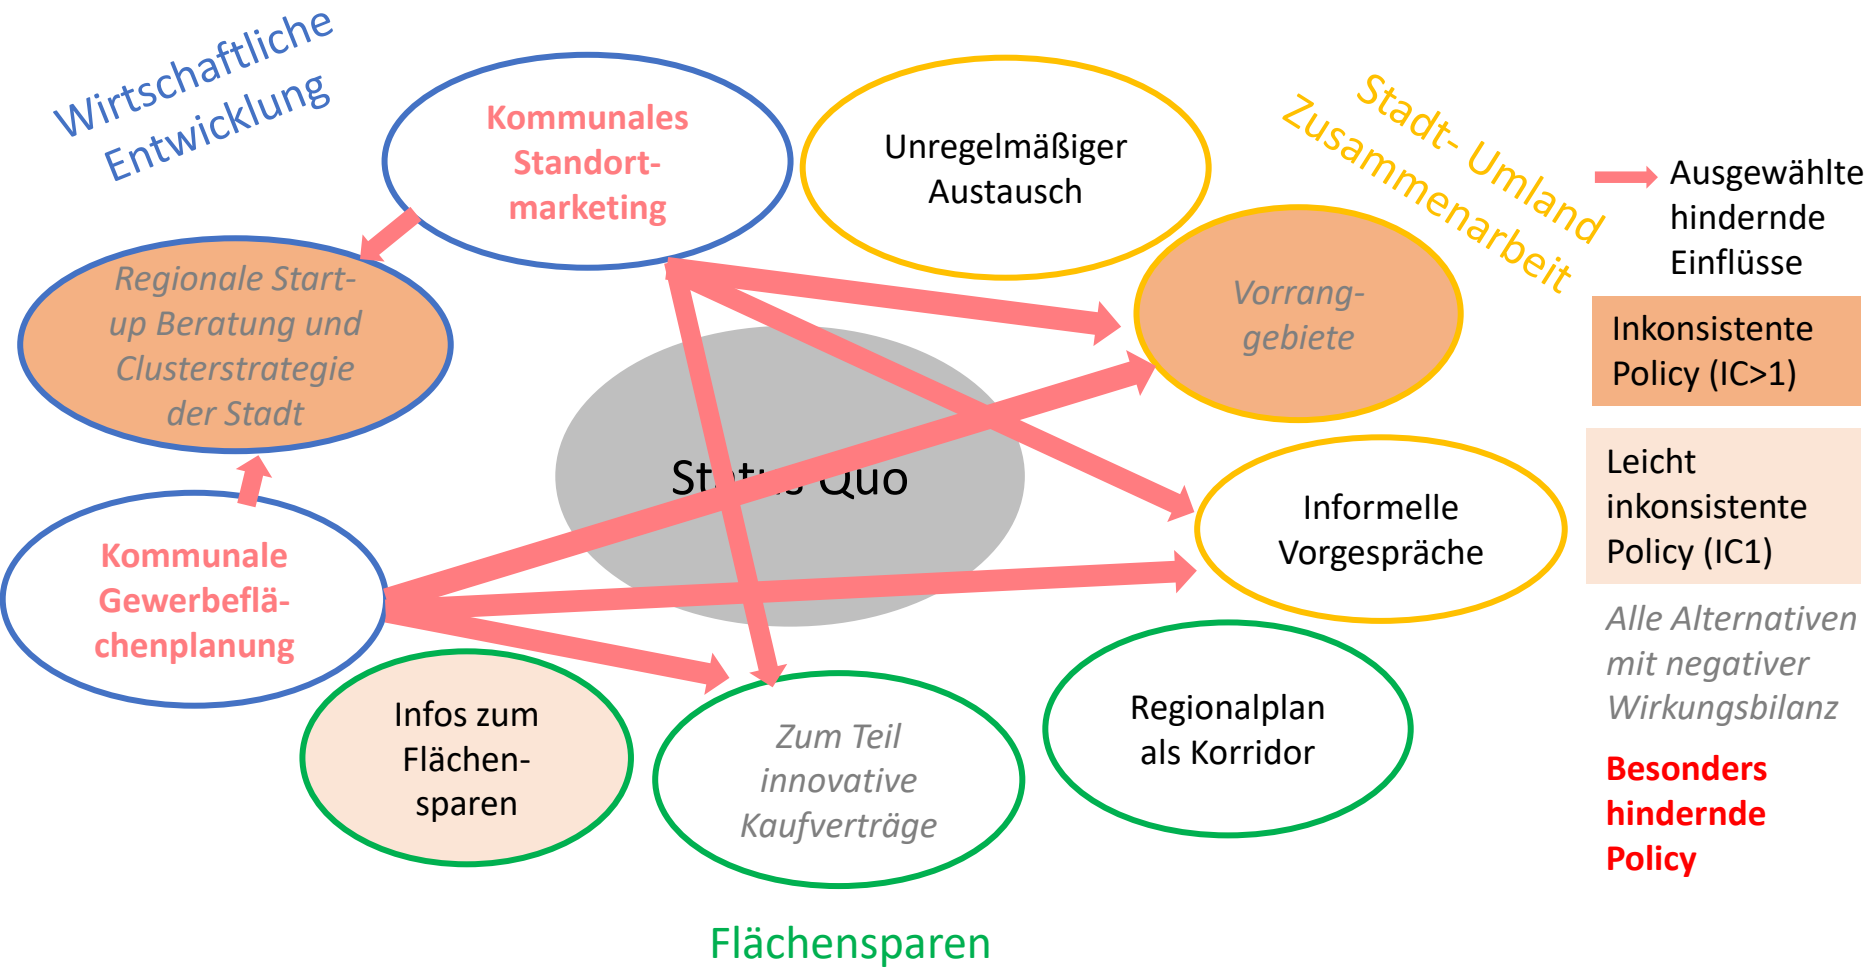 Wirtschaftliche
Entwicklung
Kommunales
Standort-
marketing
Unregelmäßiger
Austausch
Stadt- Umland
Zusammenarbeit
Regionale Start-
up Beratung und
Clusterstrategie
der Stadt
Vorrang-
gebiete
Status Quo
Kommunale
Gewerbeflä-
chenplanung
Informelle
Vorgespräche
Infos zum
Flächen-
sparen
Zum Teil
innovative
Kaufverträge
Regionalplan
als Korridor
Flächensparen
Ausgewählte
hindernde
Einflüsse
Inkonsistente
Policy (IC>1)
Leicht
inkonsistente
Policy (IC1)
Alle Alternativen
mit negativer
Wirkungsbilanz
Besonders
hindernde
Policy